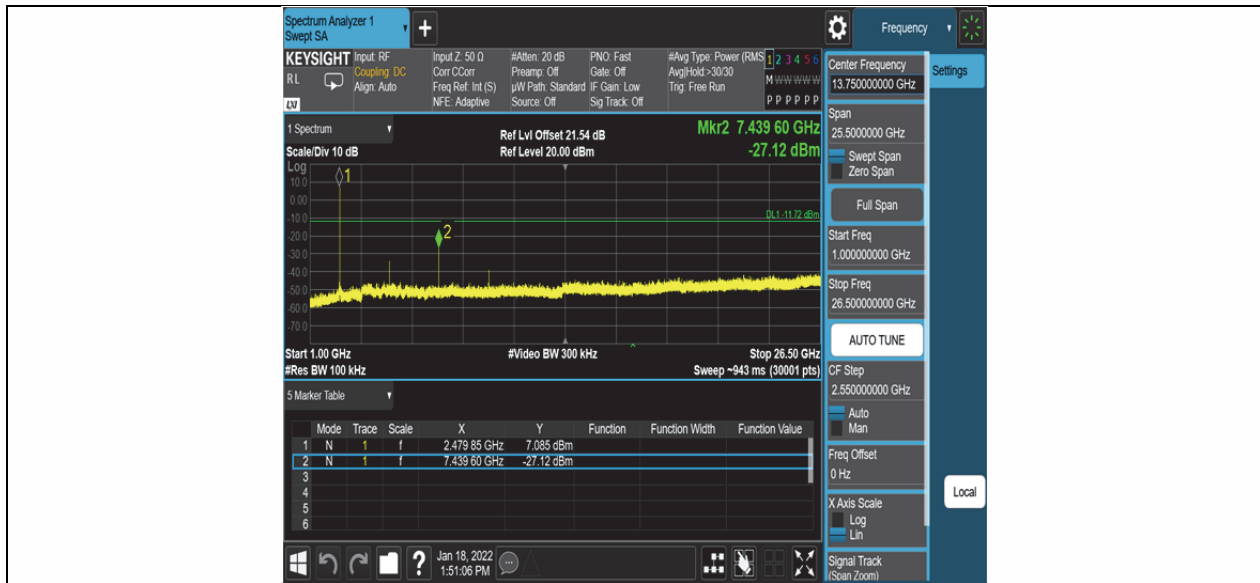 Spectrum Analyzer 1
Swept SA
+
Frequency
KEYSIGHT Input: RF Input Z: 50 Ω #Atten: 20 dB PNO: Fast #Avg Type: Power (RMS 1 2 3 4 5 6
RL Coupling: DC Corr CCorr Preamp: Off Gate: Off Avg|Hold:>30/30 M W W W W W
Align: Auto Freq Ref: Int (S) µW Path: Standard IF Gain: Low Trig: Free Run
LXI NFE: Adaptive Source: Off Sig Track: Off P P P P P P
1 Spectrum
Ref Lvl Offset 21.54 dB
Mkr2 7.439 60 GHz
Scale/Div 10 dB
Ref Level 20.00 dBm
-27.12 dBm
Log
1
10.0
0.00
-10.0
DL1 -11.72 dBm
-20.0
2
-30.0
-40.0
-50.0
-60.0
-70.0
Start 1.00 GHz #Video BW 300 kHz Stop 26.50 GHz
#Res BW 100 kHz Sweep ~943 ms (30001 pts)
5 Marker Table
Mode Trace Scale X Y Function Function Width Function Value
1 N 1 f 2.479 85 GHz 7.085 dBm
2 N 1 f 7.439 60 GHz -27.12 dBm
3
4
5
6
?
Jan 18, 2022
1:51:06 PM
Center Frequency
13.750000000 GHz
Settings
Span
25.5000000 GHz
Swept Span
Zero Span
Full Span
Start Freq
1.000000000 GHz
Stop Freq
26.500000000 GHz
AUTO TUNE
CF Step
2.550000000 GHz
Auto
Man
Freq Offset
0 Hz
Local
X Axis Scale
Log
Lin
Signal Track
(Span Zoom)